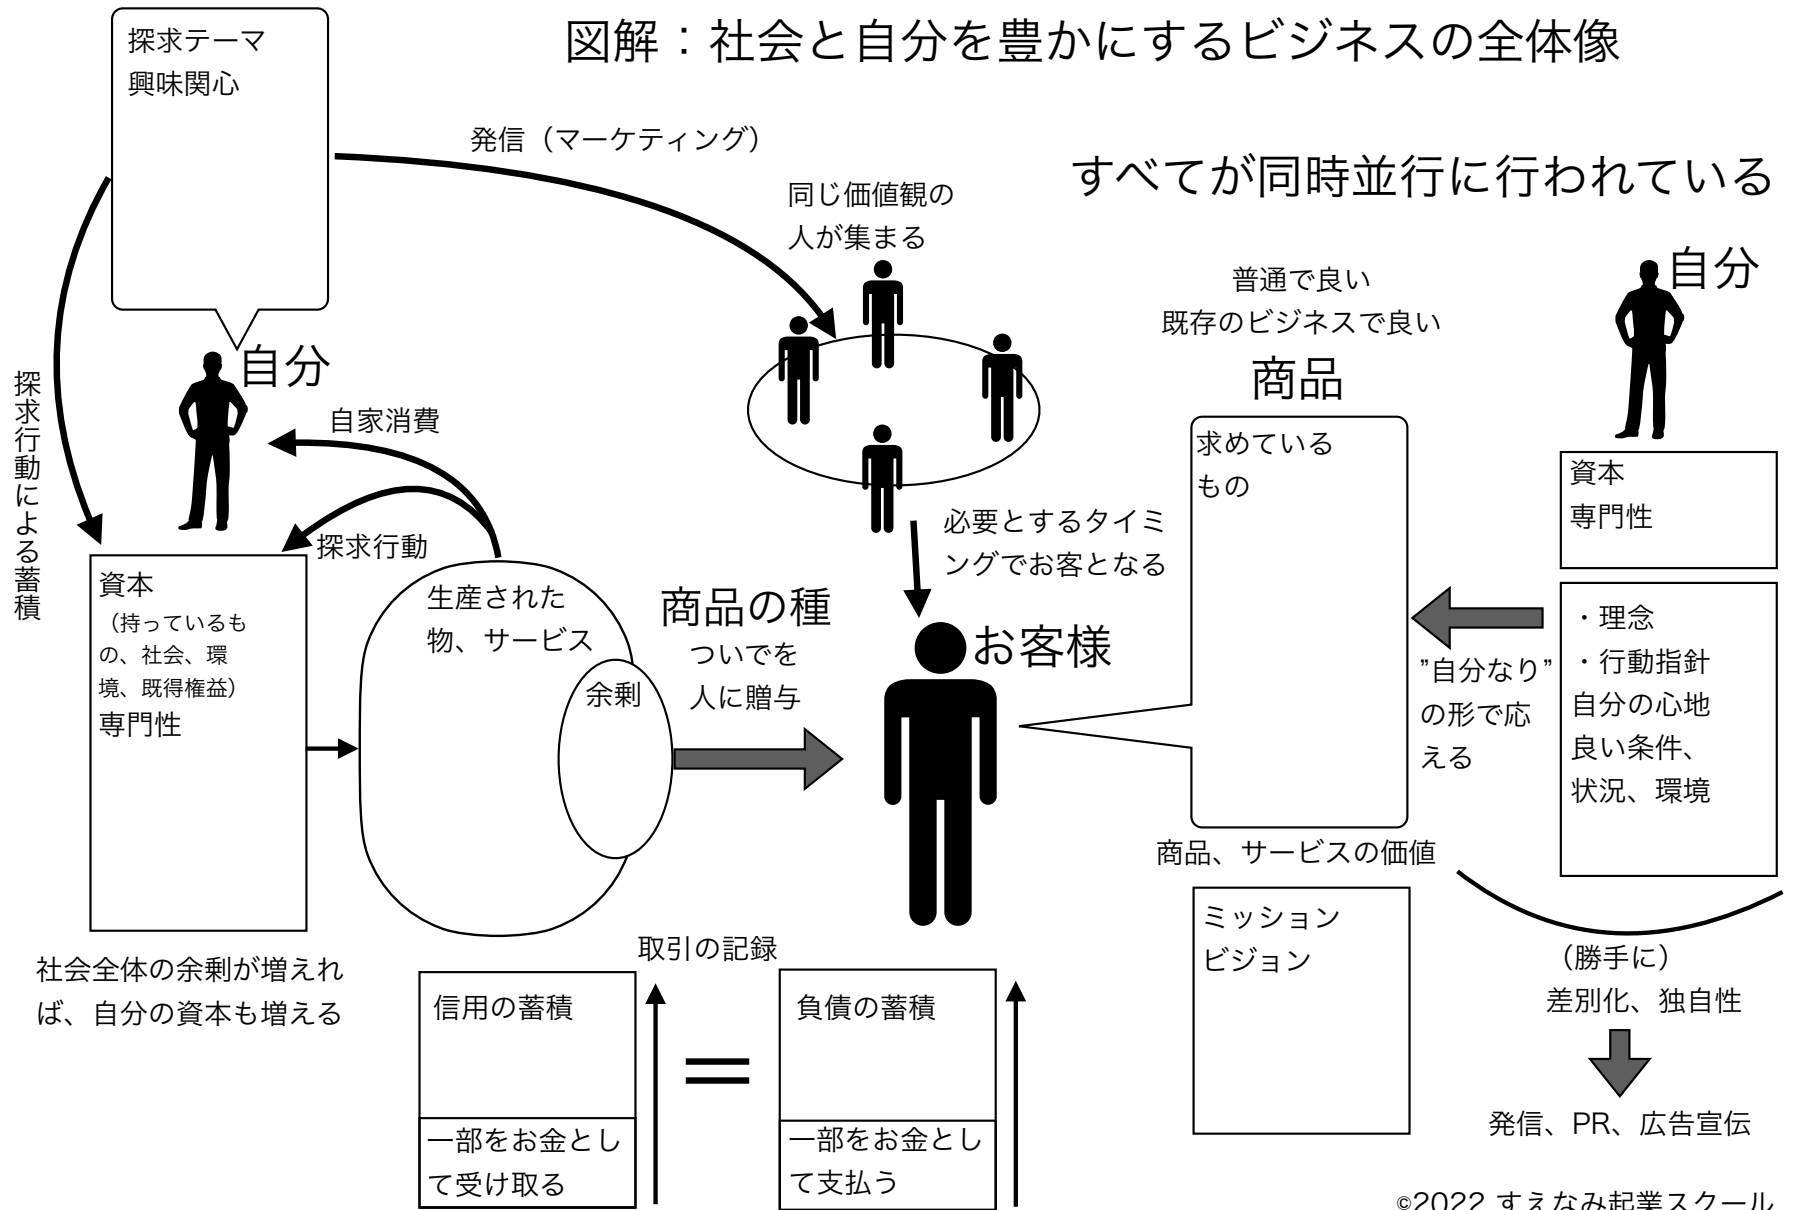 図解：社会と自分を豊かにするビジネスの全体像
すべてが同時並行に行われている
探求テーマ
興味関心
発信（マーケティング）
同じ価値観の
人が集まる
自分
探求行動による蓄積
自家消費
探求行動
資本
（持っているも
の、社会、環
境、既得権益）
専門性
社会全体の余剰が増えれ
ば、自分の資本も増える
生産された
物、サービス
余剰
商品の種
ついでを
人に贈与
必要とするタイミ
ングでお客となる
お客様
取引の記録
信用の蓄積
一部をお金とし
て受け取る
＝
負債の蓄積
一部をお金とし
て支払う
普通で良い
既存のビジネスで良い
商品
求めている
もの
商品、サービスの価値
ミッション
ビジョン
自分
資本
専門性
・理念
・行動指針
自分の心地
良い条件、
状況、環境
”自分なり”
の形で応
える
（勝手に）
差別化、独自性
発信、PR、広告宣伝
©2022 すえなみ起業スクール